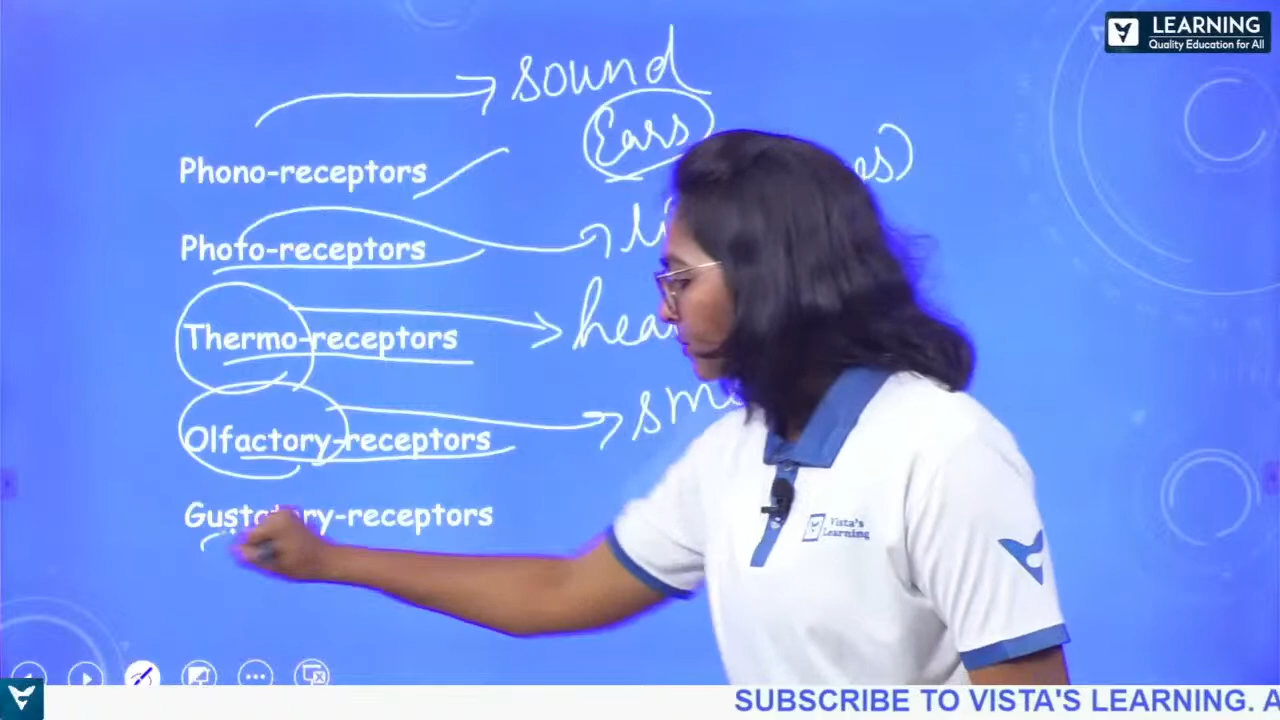 LEARNING
Quality Education for All
sound
Ears
Phono-receptors
Photo-receptors
Thermo-receptors
Olfactory-receptors
Gustatory-receptors
Vista's
Learning
SUBSCRIBE TO VISTA'S LEARNING. A